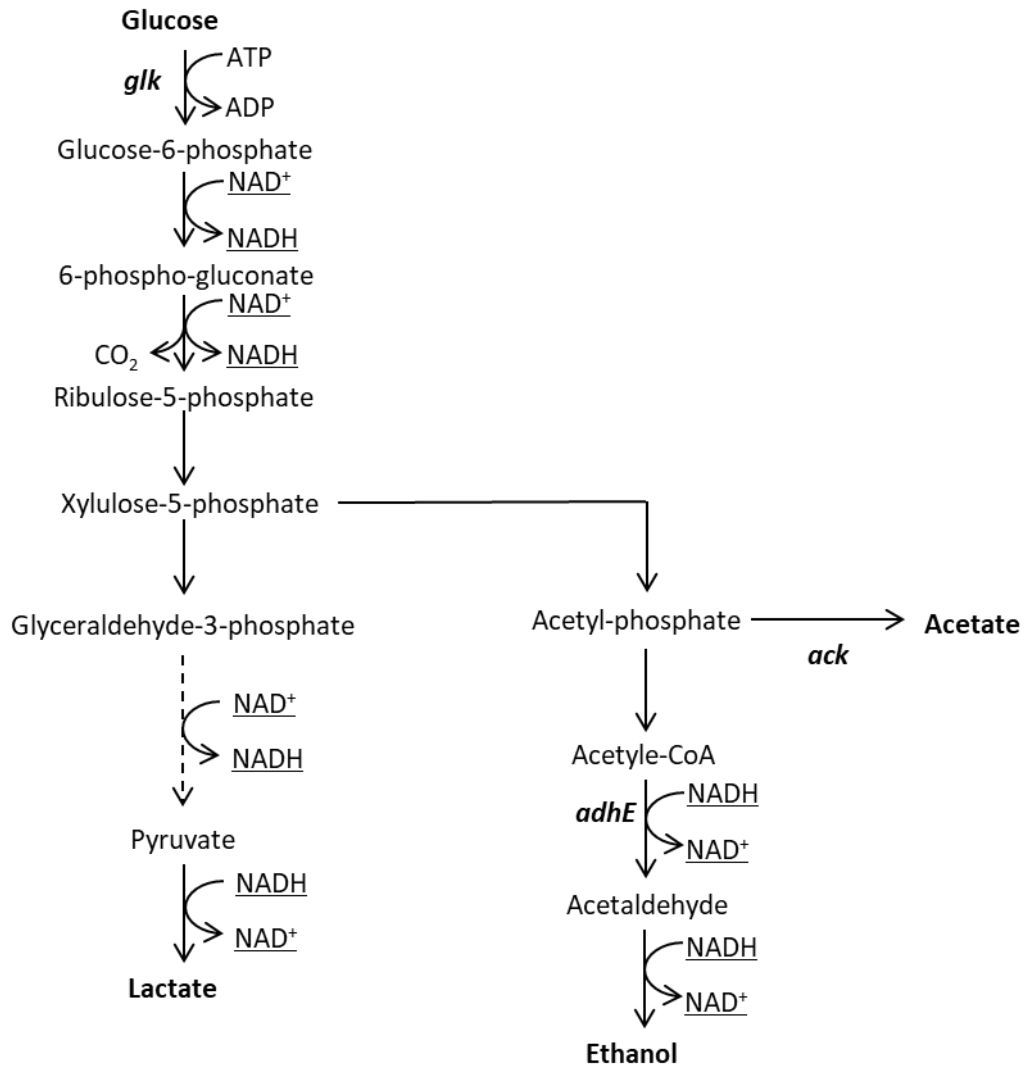 Glucose
ATP
glk
ADP
Glucose-6-phosphate
NAD⁺
NADH
6-phospho-gluconate
NAD⁺
CO₂
NADH
Ribulose-5-phosphate
Xylulose-5-phosphate
Glyceraldehyde-3-phosphate
Acetyl-phosphate
Acetate
ack
NAD⁺
NADH
Acetyle-CoA
adhE
NADH
NAD⁺
Pyruvate
NADH
NAD⁺
Acetaldehyde
NADH
NAD⁺
Lactate
Ethanol